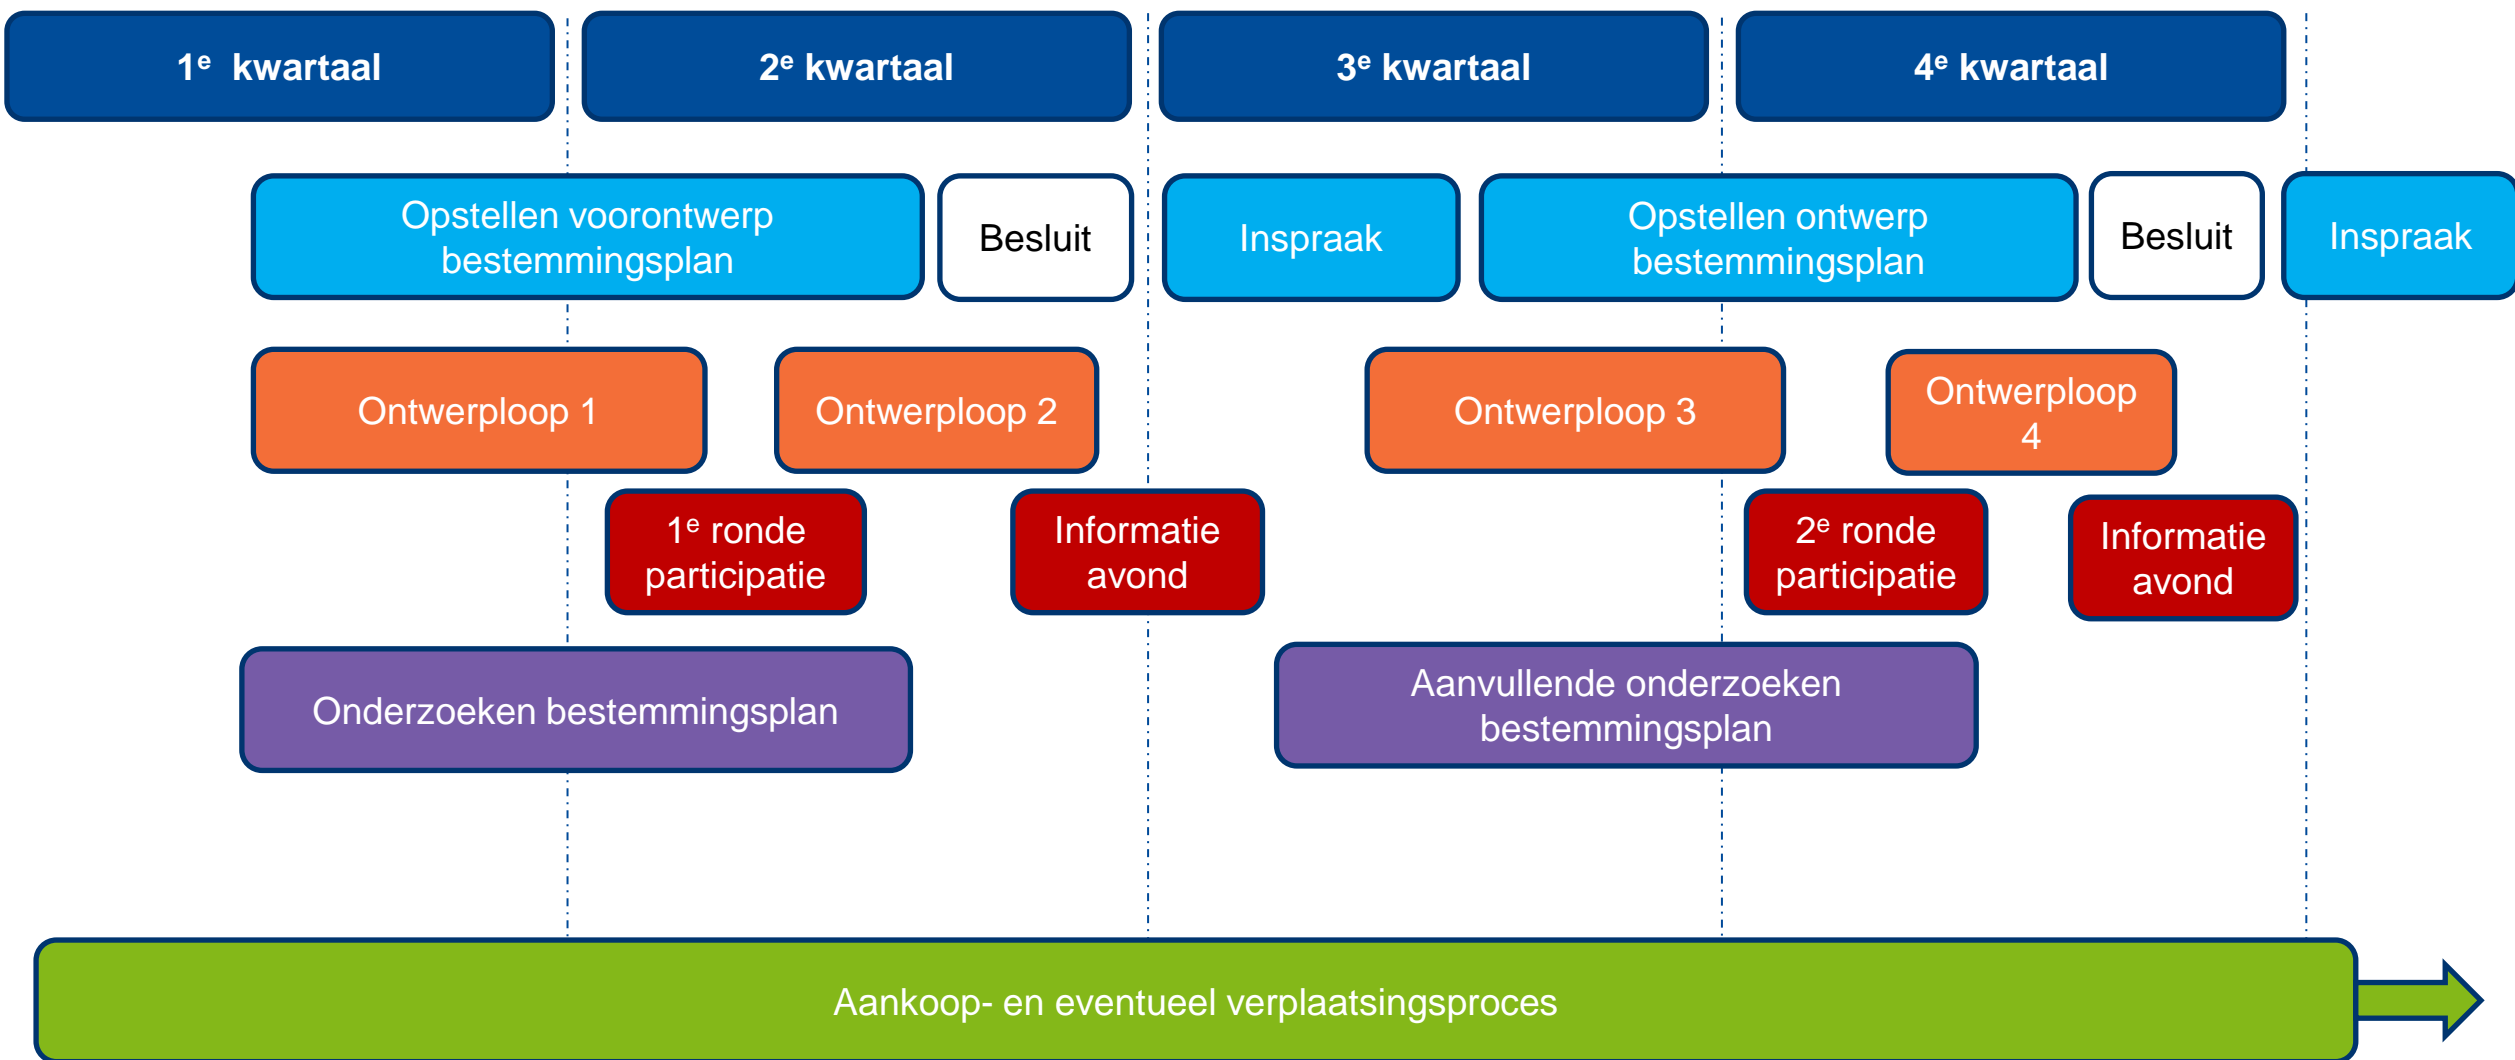 1e kwartaal
2e kwartaal
3e kwartaal
4e kwartaal
Opstellen voorontwerp
bestemmingsplan
Besluit
Inspraak
Opstellen ontwerp
bestemmingsplan
Besluit
Inspraak
Ontwerploop 1
Ontwerploop 2
Ontwerploop 3
Ontwerploop
4
1e ronde
participatie
Informatie
avond
2e ronde
participatie
Informatie
avond
Onderzoeken bestemmingsplan
Aanvullende onderzoeken
bestemmingsplan
Aankoop- en eventueel verplaatsingsproces